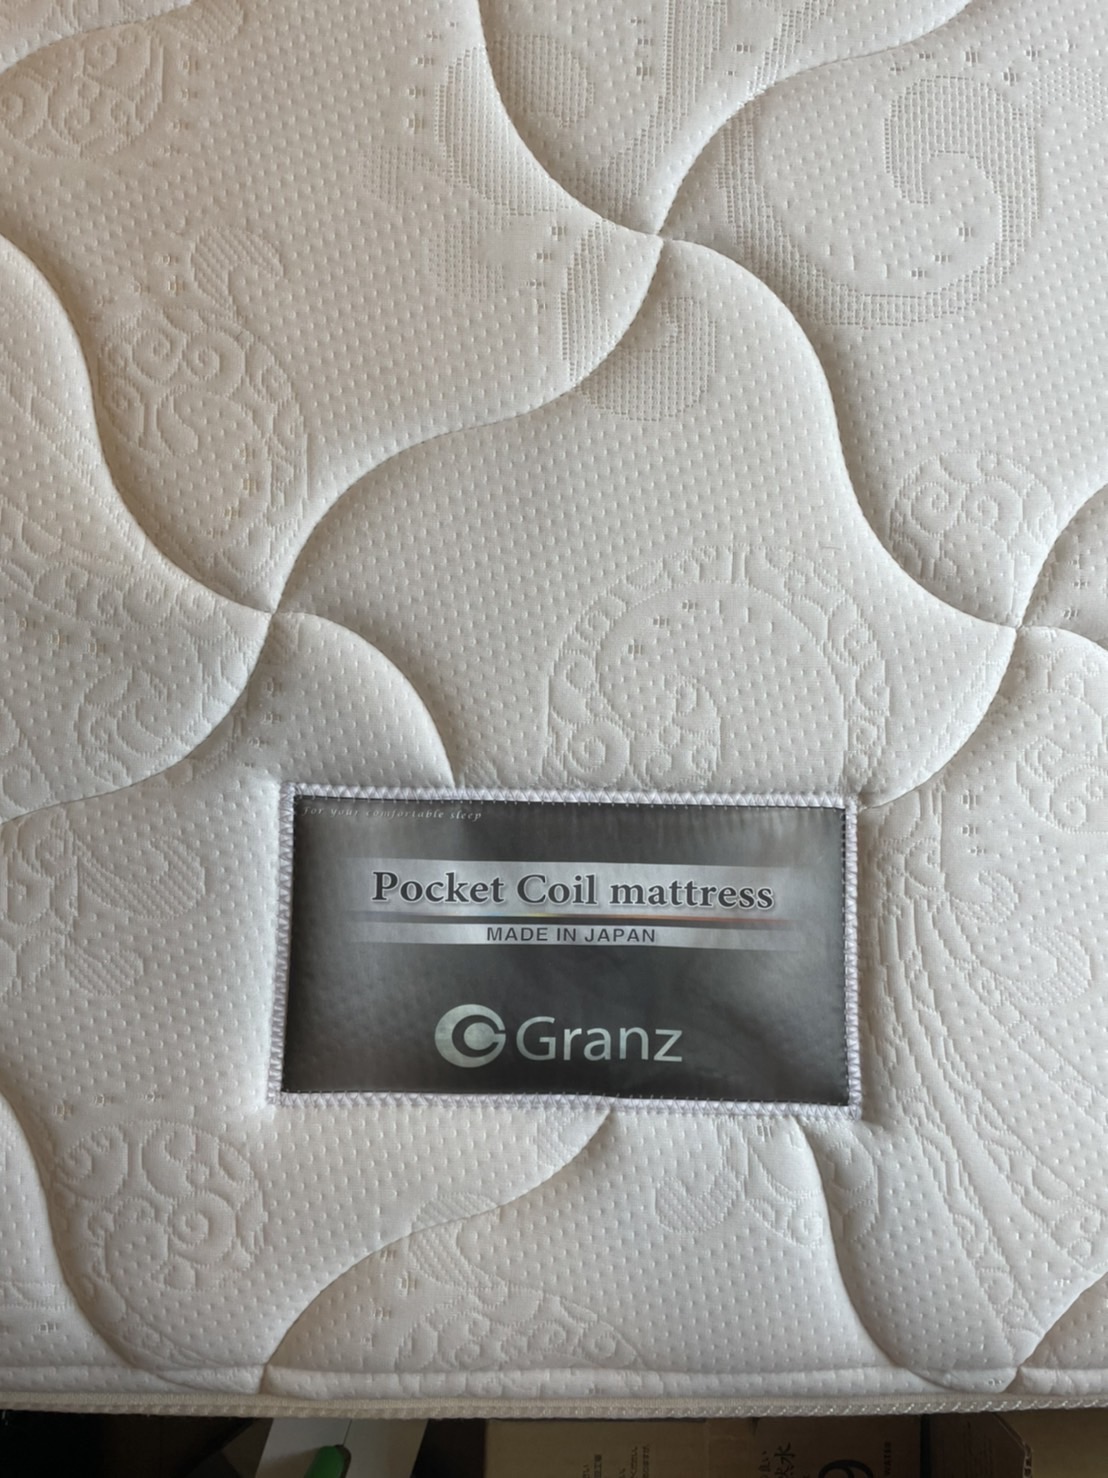 for your comfortable sleep
Pocket Coil mattress
MADE IN JAPAN
Granz